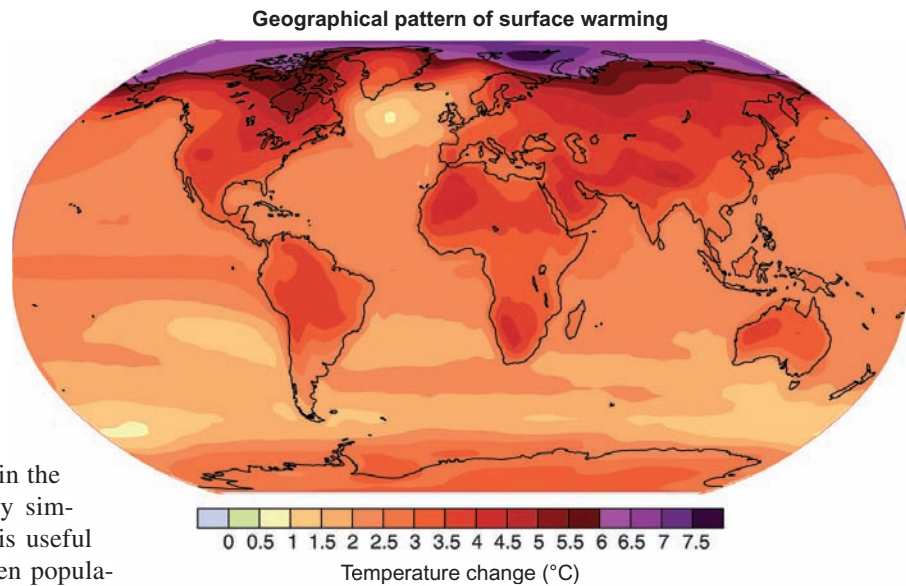 Geographical pattern of surface warming
in the
y sim-
is useful
en popula-
0 0.5 1 1.5 2 2.5 3 3.5 4 4.5 5 5.5 6 6.5 7 7.5
Temperature change (°C)